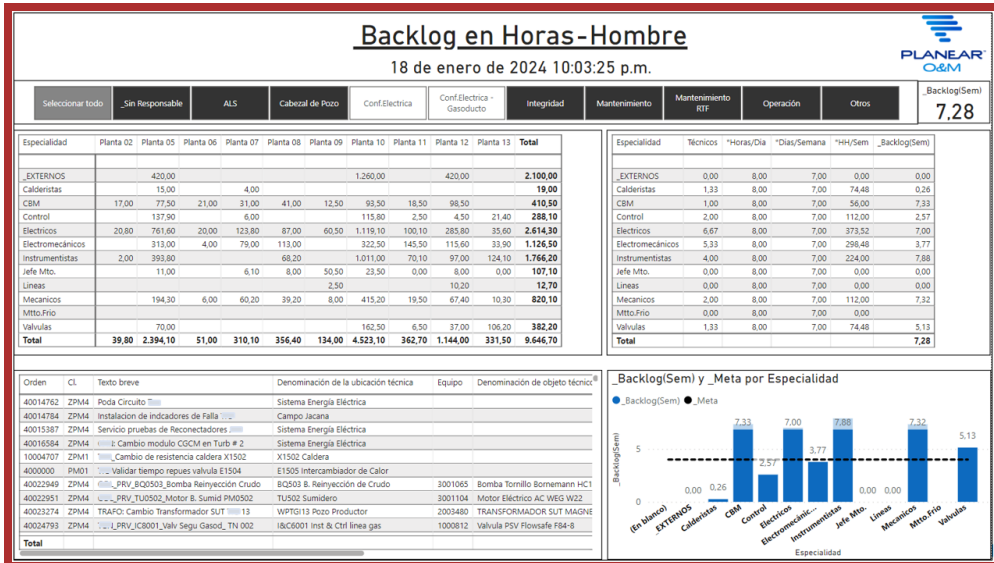 Backlog en Horas-Hombre
18 de enero de 2024 10:03:25 p.m.
PLANEAR
O&M
Seleccionar todo _Sin Responsable ALS Cabezal de Pozo Conf.Electrica Conf.Electrica - Gasoducto Integridad Mantenimiento Mantenimiento RTF Operación Otros
_Backlog(Sem)
7,28
Especialidad Planta 02 Planta 05 Planta 06 Planta 07 Planta 08 Planta 09 Planta 10 Planta 11 Planta 12 Planta 13 Total
_EXTERNOS 420,00 1.260,00 420,00 2.100,00
Calderistas 15,00 4,00 19,00
CBM 17,00 77,50 21,00 31,00 41,00 12,50 93,50 18,50 98,50 410,50
Control 137,90 6,00 115,80 2,50 4,50 21,40 288,10
Electricos 20,80 761,60 20,00 123,80 87,00 60,50 1.119,10 100,10 285,80 35,60 2.614,30
Electromecánicos 313,00 4,00 79,00 113,00 322,50 145,50 115,60 33,90 1.126,50
Instrumentistas 2,00 393,80 68,20 1.011,00 70,10 97,00 124,10 1.766,20
Jefe Mto. 11,00 6,10 8,00 50,50 23,50 0,00 8,00 0,00 107,10
Lineas 2,50 10,20 12,70
Mecanicos 194,30 6,00 60,20 39,20 8,00 415,20 19,50 67,40 10,30 820,10
Mtto.Frio
Valvulas 70,00 162,50 6,50 37,00 106,20 382,20
Total 39,80 2.394,10 51,00 310,10 356,40 134,00 4.523,10 362,70 1.144,00 331,50 9.646,70
Especialidad Técnicos *Horas/Día *Dias/Semana *HH/Sem _Backlog(Sem)
_EXTERNOS 0,00 8,00 7,00 0,00 0,00
Calderistas 1,33 8,00 7,00 74,48 0,26
CBM 1,00 8,00 7,00 56,00 7,33
Control 2,00 8,00 7,00 112,00 2,57
Electricos 6,67 8,00 7,00 373,52 7,00
Electromecánicos 5,33 8,00 7,00 298,48 3,77
Instrumentistas 4,00 8,00 7,00 224,00 7,88
Jefe Mto. 0,00 8,00 7,00 0,00 0,00
Lineas 0,00 8,00 7,00 0,00 0,00
Mecanicos 2,00 8,00 7,00 112,00 7,32
Mtto.Frio 0,00 8,00 7,00 0,00
Valvulas 1,33 8,00 7,00 74,48 5,13
Total 7,28
Orden Cl. Texto breve Denominación de la ubicación técnica Equipo Denominación de objeto técnico
40014762 ZPM4 Poda Circuito Sistema Energía Eléctrica
40014784 ZPM4 Instalacion de indcadores de Falla Campo Jacana
40015387 ZPM4 Servicio pruebas de Reconectadores Sistema Energía Eléctrica
40016584 ZPM4 Cambio modulo CGCM en Turb # 2 Sistema Energía Eléctrica
10004707 ZPM1 _Cambio de resistencia caldera X1502 X1502 Caldera
4000000 PM01 Validar tiempo repues valvula E1504 E1505 Intercambiador de Calor
40022949 ZPM4 _PRV_BQ0503_Bomba Reinyección Crudo BQ503 B. Reinyección de Crudo 3001065 Bomba Tornillo Bornemann HC1
40022951 ZPM4 _PRV_TU0502_Motor B. Sumid PM0502 TU502 Sumidero 3001104 Motor Eléctrico AC WEG W22
40023274 ZPM4 TRAFO: Cambio Transformador SUT 13 WPTGI13 Pozo Productor 2003480 TRANSFORMADOR SUT MAGNE
40024793 ZPM4 _PRV_IC8001_Valv Segu Gasod_TN 002 I&C6001 Inst & Ctrl linea gas 1000812 Valvula PSV Flowsafe F84-8
Total
_Backlog(Sem) y _Meta por Especialidad
_Backlog(Sem) _Meta
_Backlog(Sem)
5
0
0,00 0,26 7,33 2,57 7,00 3,77 7,88 0,00 0,00 7,32 5,13
(En blanco) _EXTERNOS Calderistas CBM Control Electricos Electromecánic... Instrumentistas Jefe Mto. Lineas Mecanicos Mtto.Frio Valvulas
Especialidad